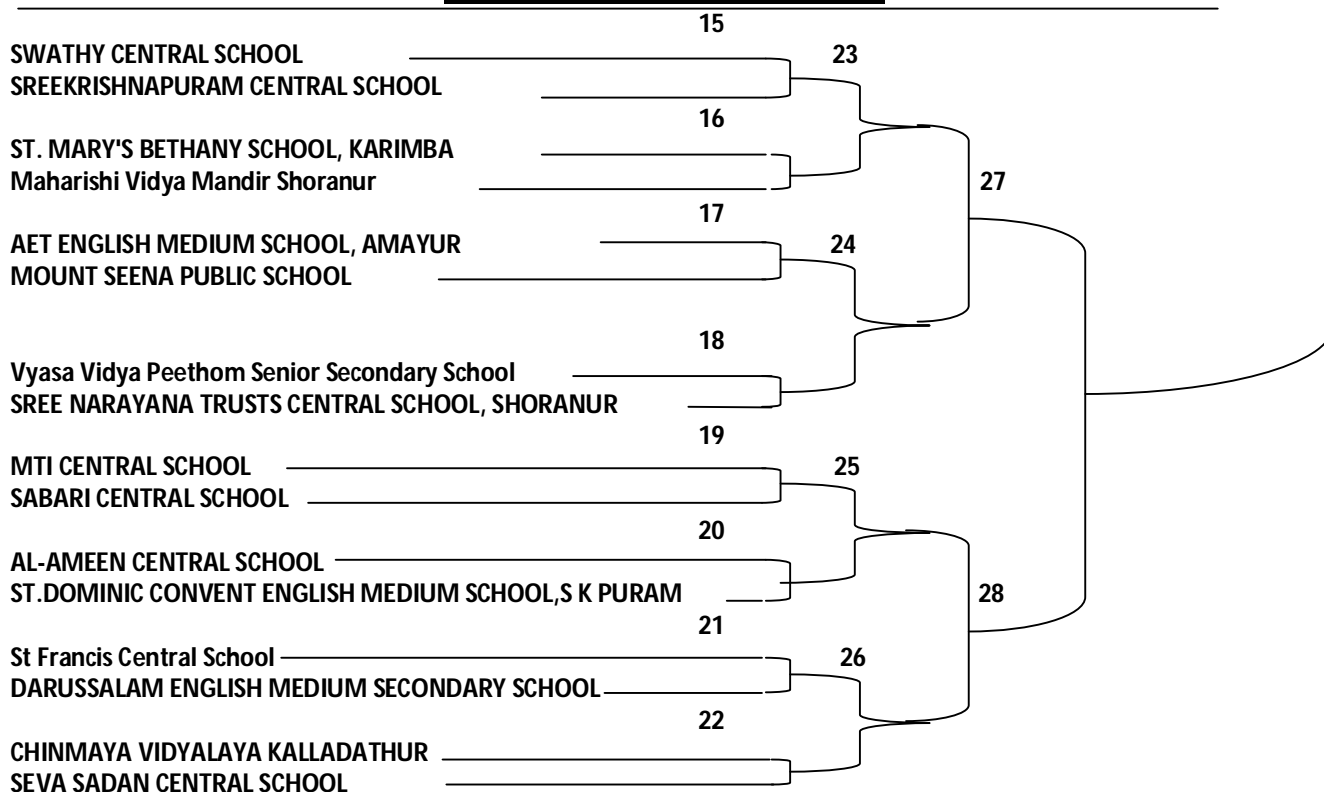 15
SWATHY CENTRAL SCHOOL
23
SREEKRISHNAPURAM CENTRAL SCHOOL
16
ST. MARY'S BETHANY SCHOOL, KARIMBA
Maharishi Vidya Mandir Shoranur
27
17
AET ENGLISH MEDIUM SCHOOL, AMAYUR
24
MOUNT SEENA PUBLIC SCHOOL
18
Vyasa Vidya Peethom Senior Secondary School
SREE NARAYANA TRUSTS CENTRAL SCHOOL, SHORANUR
19
MTI CENTRAL SCHOOL
25
SABARI CENTRAL SCHOOL
20
AL-AMEEN CENTRAL SCHOOL
ST.DOMINIC CONVENT ENGLISH MEDIUM SCHOOL,S K PURAM
28
21
St Francis Central School
26
DARUSSALAM ENGLISH MEDIUM SECONDARY SCHOOL
22
CHINMAYA VIDYALAYA KALLADATHUR
SEVA SADAN CENTRAL SCHOOL